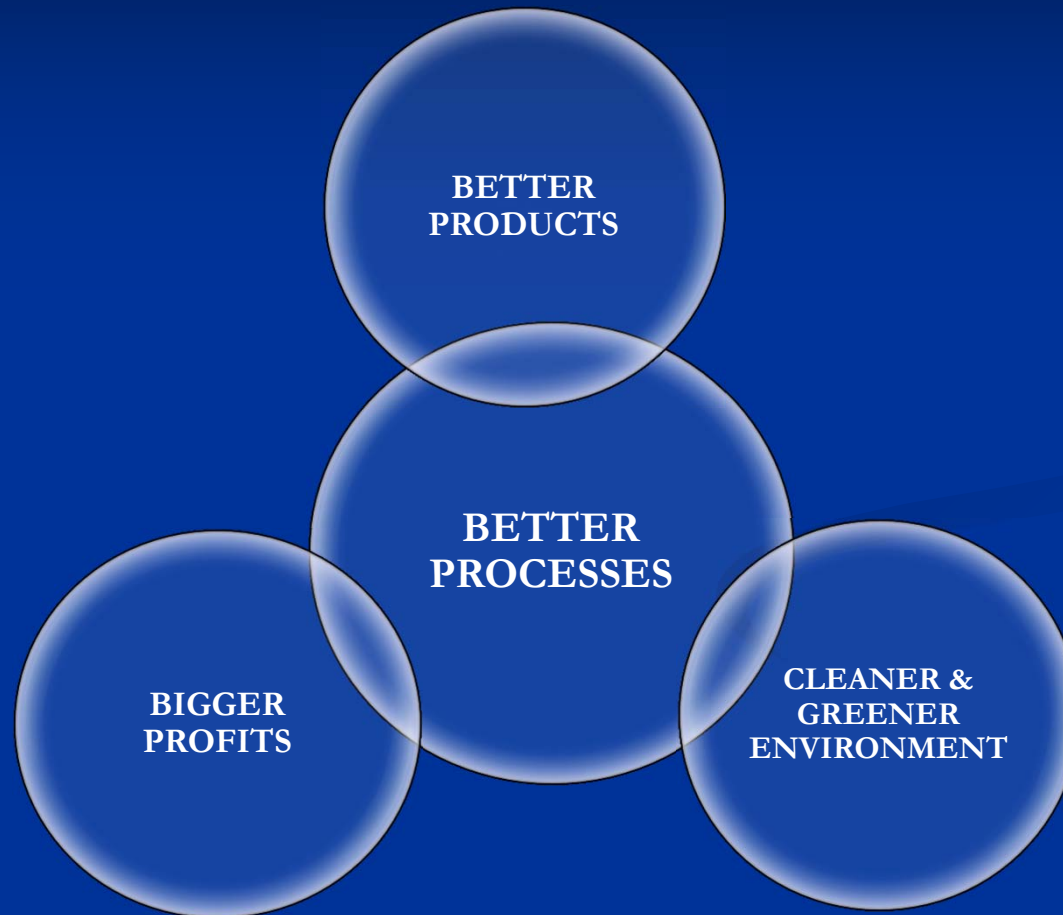 BETTER
PRODUCTS
BETTER
PROCESSES
BIGGER
PROFITS
CLEANER &
GREENER
ENVIRONMENT